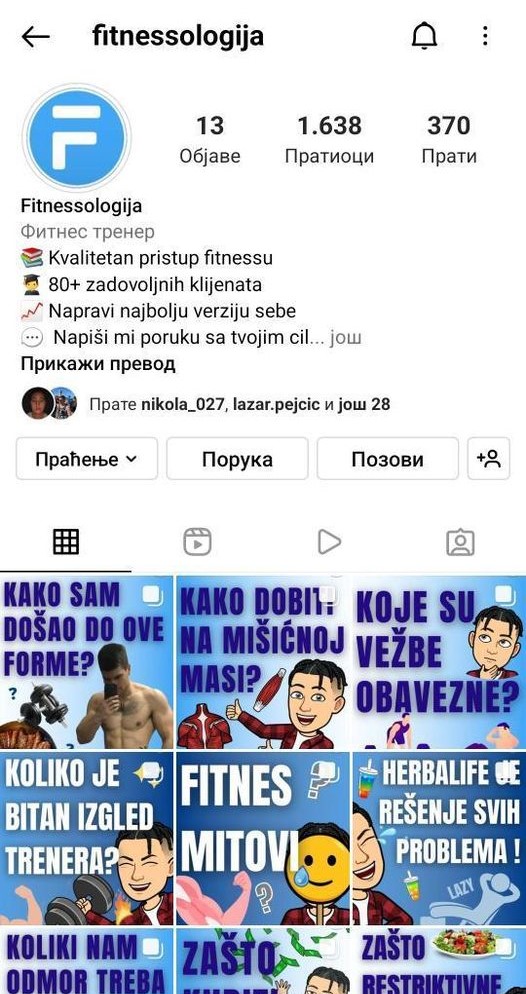 fitnessologija
F
13
1.638
370
Објаве
Пратиоци
Прати
Fitnessologija
Фитнес тренер
Kvalitetan pristup fitnessu
80+ zadovoljnih klijenata
Napravi najbolju verziju sebe
Napiši mi poruku sa tvojim cil... још
Прикажи превод
Прате nikola_027, lazar.pejcic и још 28
Праћење
Порука
Позови
KAKO SAM
DOŠAO DO OVE
FORME?
?
?
KAKO DOBITI
NA MIŠIĆNOJ
MASI?
KOJE SU
VEŽBE
OBAVEZNE?
KOLIKO JE
BITAN IZGLED
TRENERA?
FITNES
MITOVI
?
?
HERBALIFE JE
REŠENJE SVIH
PROBLEMA !
LAZY
KOLIKI NAM
ODMOR TREBA
ZAŠTO
ZAŠTO
RESTRIKTIVNE